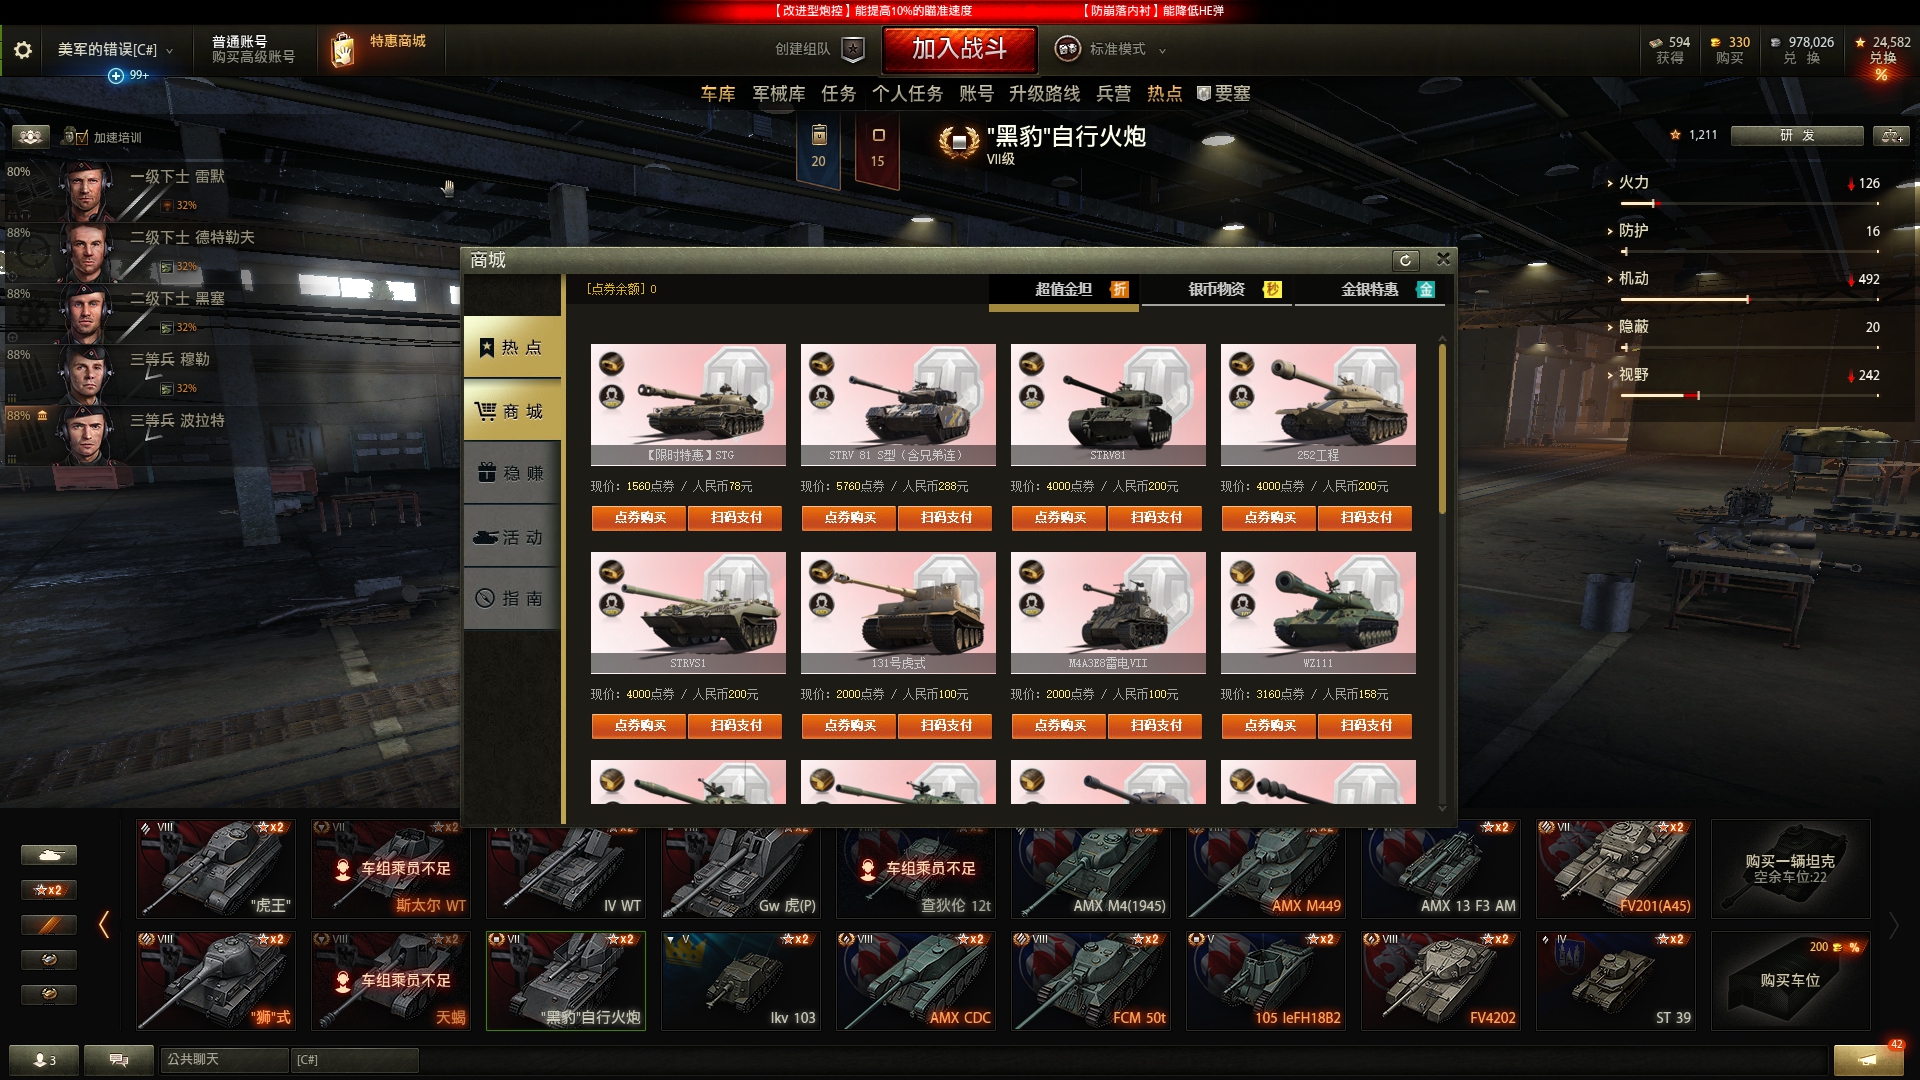 【改进型炮控】能提高10%的瞄准速度
【防崩落内衬】能降低HE弹
美军的错误[C#]
99+
普通账号
购买高级账号
特惠商城
创建组队
加入战斗
标准模式
594
获得
330
购买
978,026
兑 换
24,582
兑换
%
车库
军械库
任务
个人任务
账号
升级路线
兵营
热点
要塞
加速培训
20
15
"黑豹"自行火炮
VII级
1,211
研 发
80%
一级下士 雷默
32%
88%
二级下士 德特勒夫
32%
88%
二级下士 黑塞
32%
88%
三等兵 穆勒
32%
88%
三等兵 波拉特
火力
126
防护
16
机动
492
隐蔽
20
视野
242
商城
[点券余额] 0
超值金坦
折
银币物资
秒
金银特惠
金
热 点
商 城
稳 赚
活 动
指 南
【限时特惠】STG
现价: 1560点券 / 人民币78元
点券购买
扫码支付
STRV 81 S型（含兄弟连）
现价: 5760点券 / 人民币288元
点券购买
扫码支付
STRV81
现价: 4000点券 / 人民币200元
点券购买
扫码支付
252工程
现价: 4000点券 / 人民币200元
点券购买
扫码支付
STRVS1
现价: 4000点券 / 人民币200元
点券购买
扫码支付
131号虎式
现价: 2000点券 / 人民币100元
点券购买
扫码支付
M4A3E8雷电VII
现价: 2000点券 / 人民币100元
点券购买
扫码支付
WZ111
现价: 3160点券 / 人民币158元
点券购买
扫码支付
x2
VIII
x2
"虎王"
VII
x2
车组乘员不足
斯太尔 WT
x2
IV WT
x2
Gw 虎(P)
x2
车组乘员不足
查狄伦 12t
x2
AMX M4(1945)
x2
AMX M449
x2
AMX 13 F3 AM
VII
x2
FV201(A45)
购买一辆坦克
空余车位:22
VIII
x2
"狮"式
VIII
x2
车组乘员不足
天蝎
VII
x2
"黑豹"自行火炮
V
x2
Ikv 103
VIII
x2
AMX CDC
VIII
x2
FCM 50t
V
x2
105 leFH18B2
VIII
x2
FV4202
IV
x2
ST 39
200
%
购买车位
3
公共聊天
[C#]
42